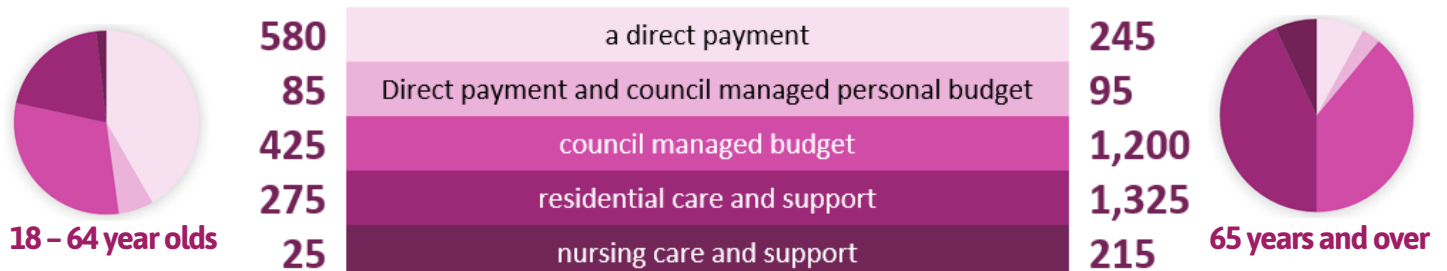 580 a direct payment 245
85 Direct payment and council managed personal budget 95
425 council managed budget 1,200
275 residential care and support 1,325
18 – 64 year olds 65 years and over
25 nursing care and support 215